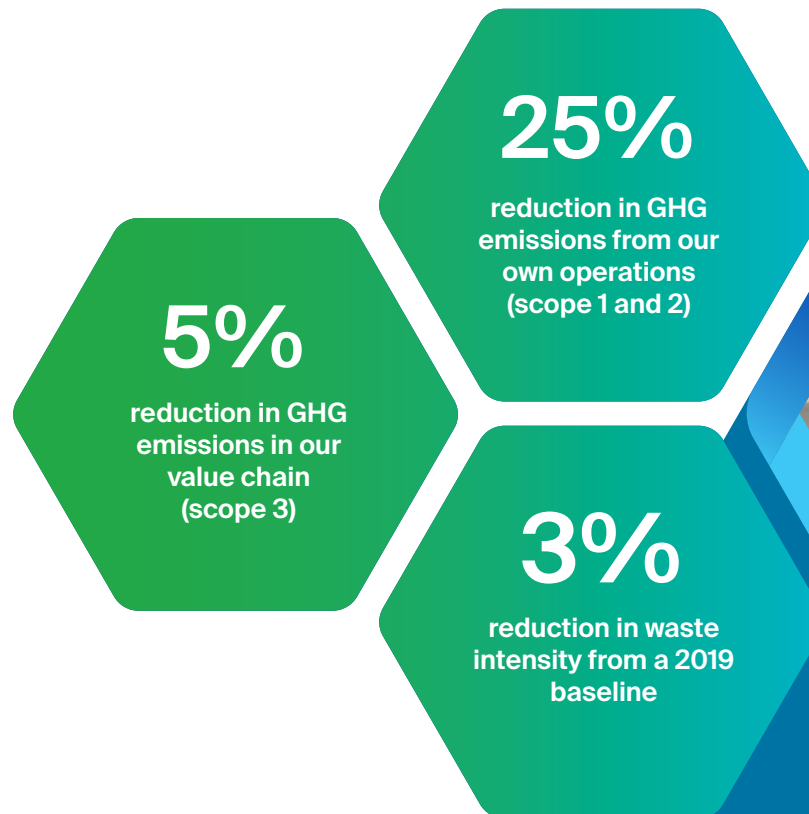 25%
reduction in GHG
emissions from our
own operations
(scope 1 and 2)
5%
reduction in GHG
emissions in our
value chain
(scope 3)
3%
reduction in waste
intensity from a 2019
baseline